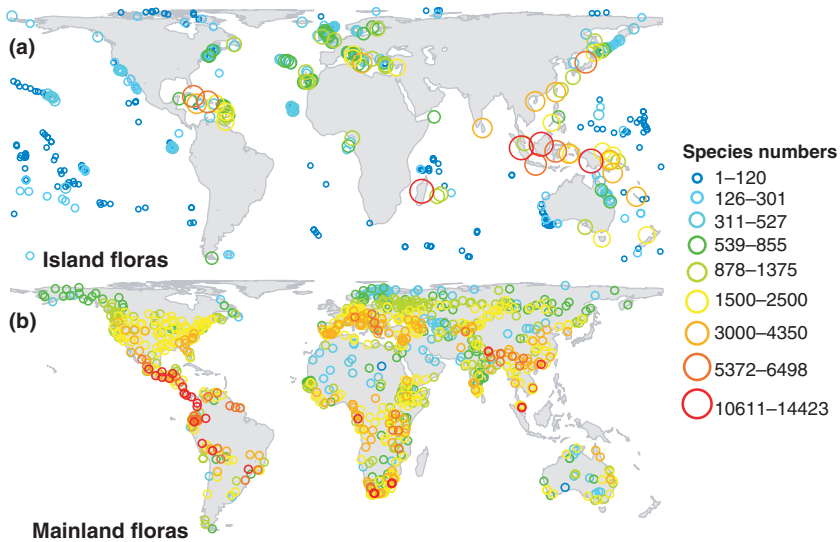 (a)
Island floras
(b)
Mainland floras
Species numbers
1–120
126–301
311–527
539–855
878–1375
1500–2500
3000–4350
5372–6498
10611–14423